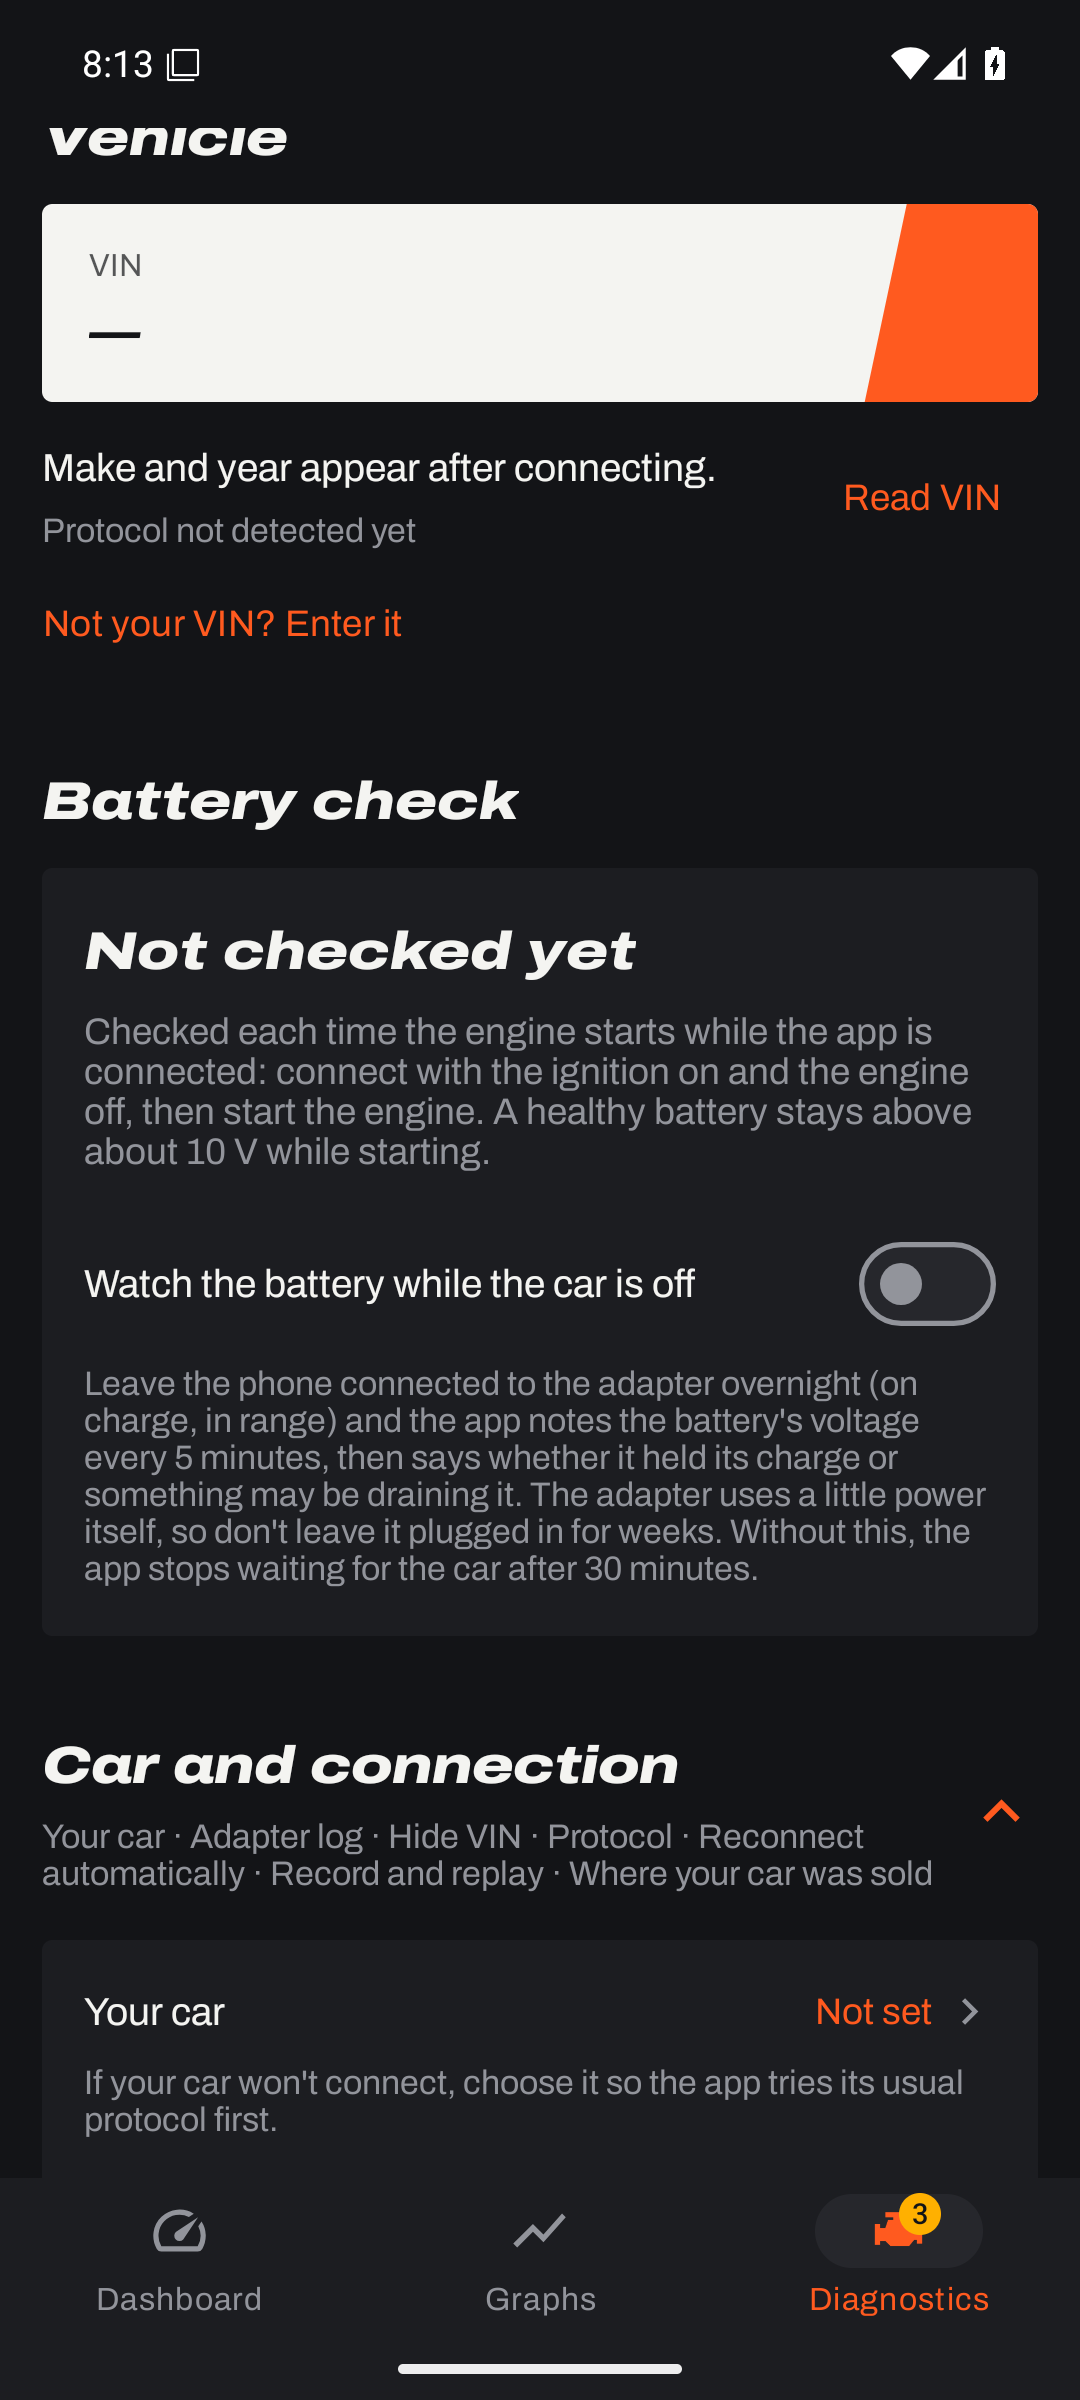 8:13
Vehicle
VIN
—
Make and year appear after connecting.
Read VIN
Protocol not detected yet
Not your VIN? Enter it
Battery check
Not checked yet
Checked each time the engine starts while the app is
connected: connect with the ignition on and the engine
off, then start the engine. A healthy battery stays above
about 10 V while starting.
Watch the battery while the car is off
Leave the phone connected to the adapter overnight (on
charge, in range) and the app notes the battery's voltage
every 5 minutes, then says whether it held its charge or
something may be draining it. The adapter uses a little power
itself, so don't leave it plugged in for weeks. Without this, the
app stops waiting for the car after 30 minutes.
Car and connection
Your car · Adapter log · Hide VIN · Protocol · Reconnect
automatically · Record and replay · Where your car was sold
Your car
Not set
If your car won't connect, choose it so the app tries its usual
protocol first.
3
Dashboard
Graphs
Diagnostics